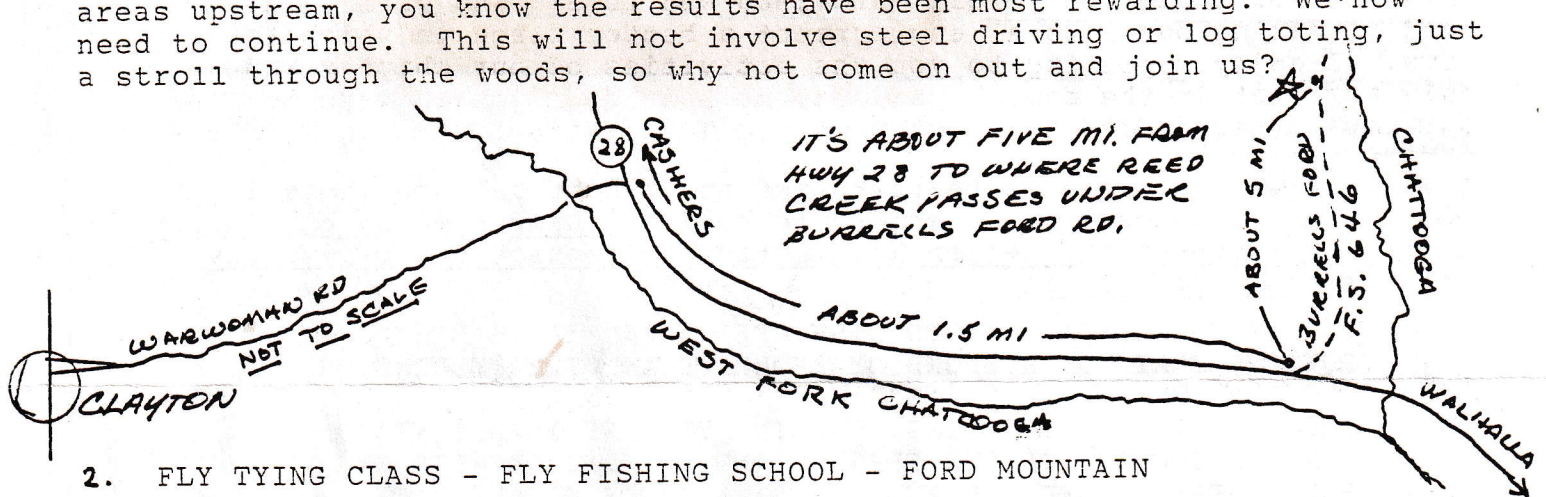 areas upstream, you know the results have been most rewarding. We now
need to continue. This will not involve steel driving or log toting, just
a stroll through the woods, so why not come on out and join us?
28
CASHIERS
IT'S ABOUT FIVE MI. FROM
HWY 28 TO WHERE REED
CREEK PASSES UNDER
BURRELLS FORD RD.
ABOUT 5 MI
BURRELLS FORD
F.S. 646
CHATTOOGA
WARWOMAN RD
NOT TO SCALE
ABOUT 1.5 MI
WEST FORK CHATOOGA
CLAYTON
WALHALLA
2. FLY TYING CLASS - FLY FISHING SCHOOL - FORD MOUNTAIN